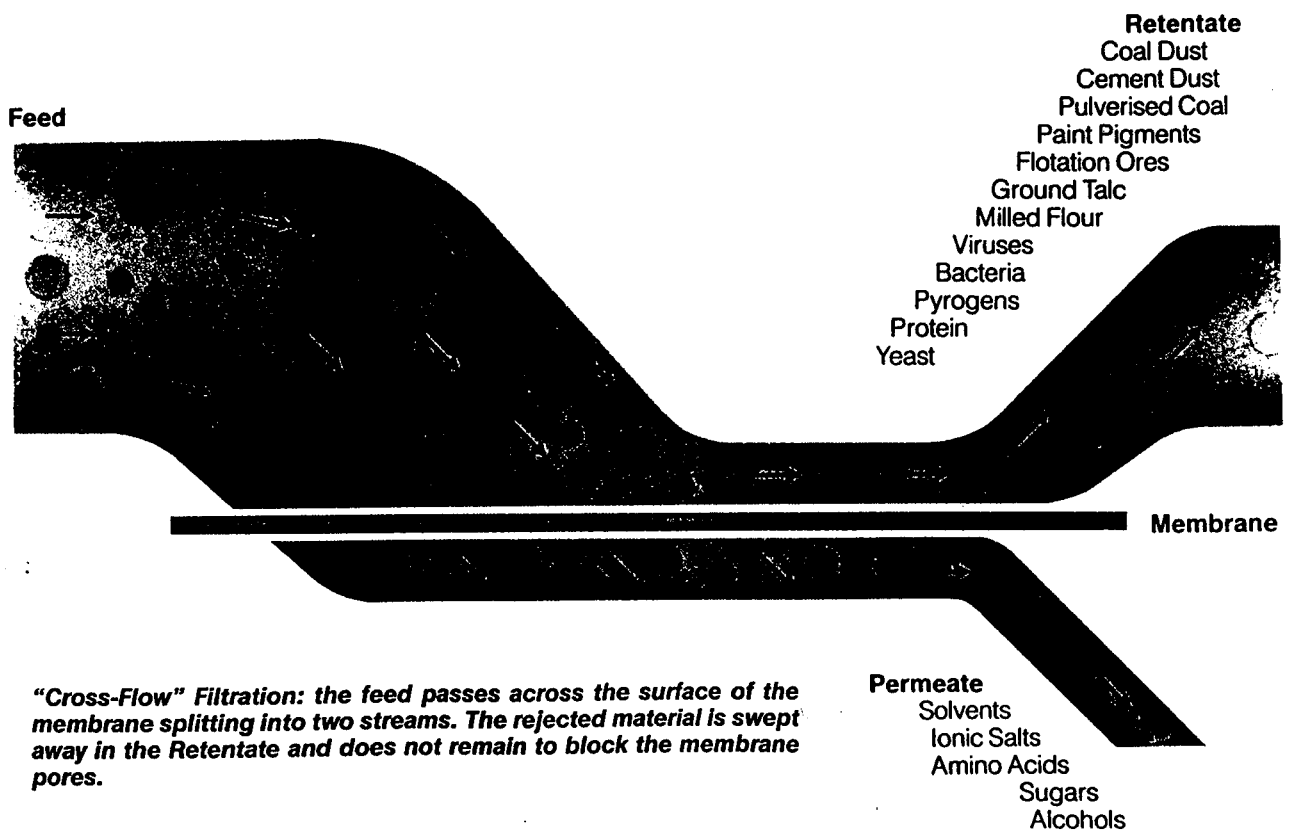 Feed
Retentate
Coal Dust
Cement Dust
Pulverised Coal
Paint Pigments
Flotation Ores
Ground Talc
Milled Flour
Viruses
Bacteria
Pyrogens
Protein
Yeast
Membrane
"Cross-Flow" Filtration: the feed passes across the surface of the
membrane splitting into two streams. The rejected material is swept
away in the Retentate and does not remain to block the membrane
pores.
Permeate
Solvents
Ionic Salts
Amino Acids
Sugars
Alcohols